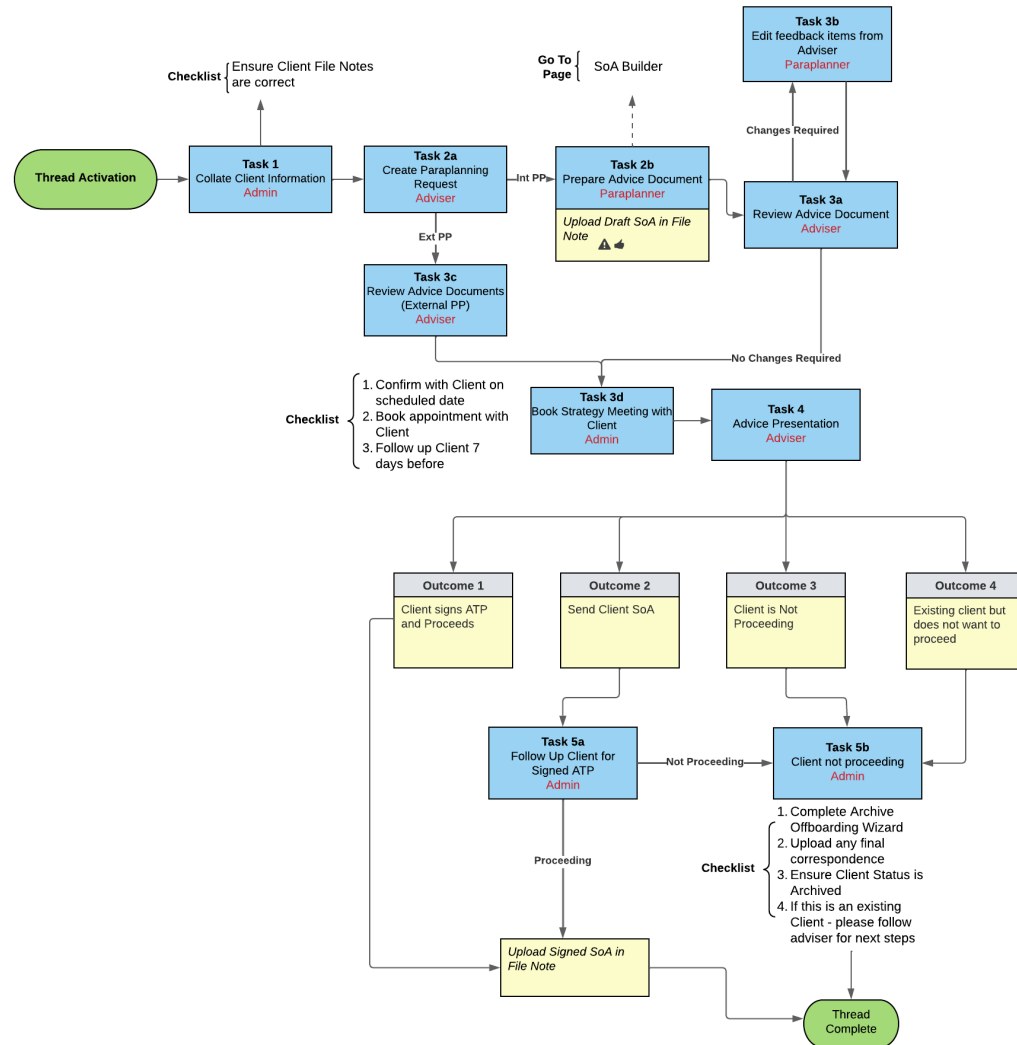 Task 3b
Edit feedback items from
Adviser
Paraplanner
Checklist
Ensure Client File Notes
are correct
Go To
Page
SoA Builder
Changes Required
Thread Activation
Task 1
Collate Client Information
Admin
Task 2a
Create Paraplanning
Request
Adviser
Int PP
Task 2b
Prepare Advice Document
Paraplanner
Upload Draft SoA in File
Note
Task 3a
Review Advice Document
Adviser
Ext PP
Task 3c
Review Advice Documents
(External PP)
Adviser
No Changes Required
Checklist
1. Confirm with Client on
scheduled date
2. Book appointment with
Client
3. Follow up Client 7
days before
Task 3d
Book Strategy Meeting with
Client
Admin
Task 4
Advice Presentation
Adviser
Outcome 1
Client signs ATP
and Proceeds
Outcome 2
Send Client SoA
Outcome 3
Client is Not
Proceeding
Outcome 4
Existing client but
does not want to
proceed
Task 5a
Follow Up Client for
Signed ATP
Admin
Not Proceeding
Task 5b
Client not proceeding
Admin
Proceeding
Checklist
1. Complete Archive
Offboarding Wizard
2. Upload any final
correspondence
3. Ensure Client Status is
Archived
4. If this is an existing
Client - please follow
adviser for next steps
Upload Signed SoA in
File Note
Thread
Complete